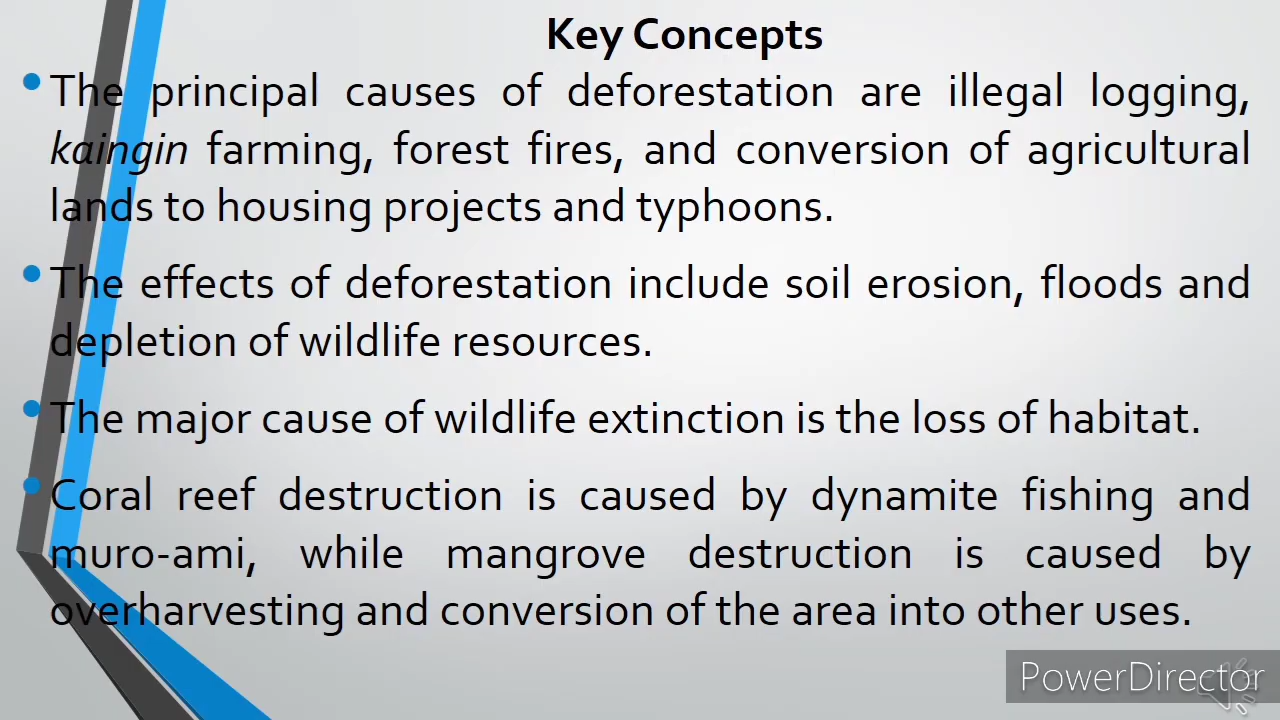 Key Concepts
• The principal causes of deforestation are illegal logging,
kaingin farming, forest fires, and conversion of agricultural
lands to housing projects and typhoons.
• The effects of deforestation include soil erosion, floods and
depletion of wildlife resources.
• The major cause of wildlife extinction is the loss of habitat.
• Coral reef destruction is caused by dynamite fishing and
muro-ami, while mangrove destruction is caused by
overharvesting and conversion of the area into other uses.
PowerDirector